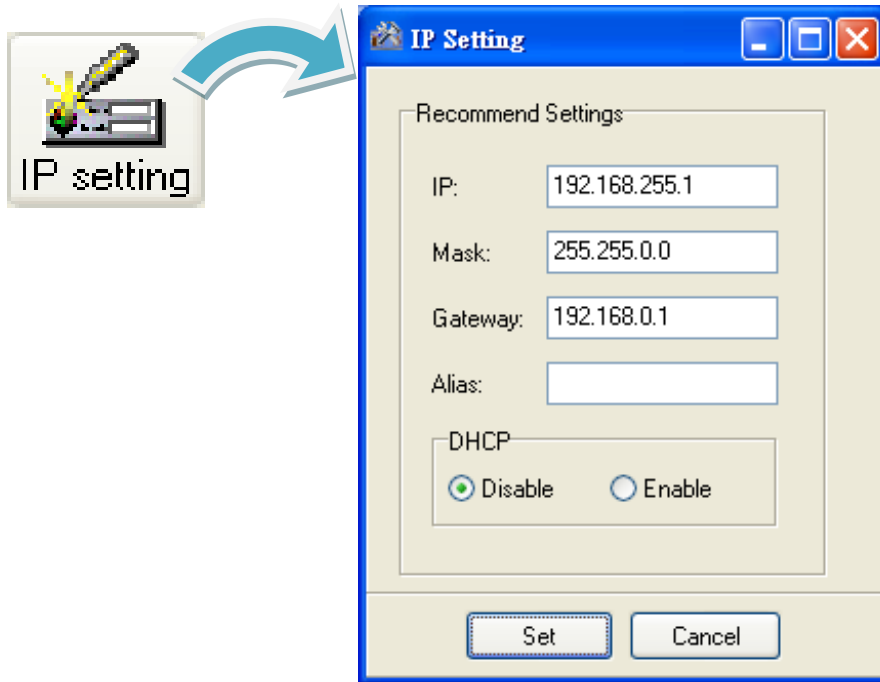 IP setting
IP Setting
Recommend Settings
IP: 192.168.255.1
Mask: 255.255.0.0
Gateway: 192.168.0.1
Alias:
DHCP
Disable Enable
Set Cancel